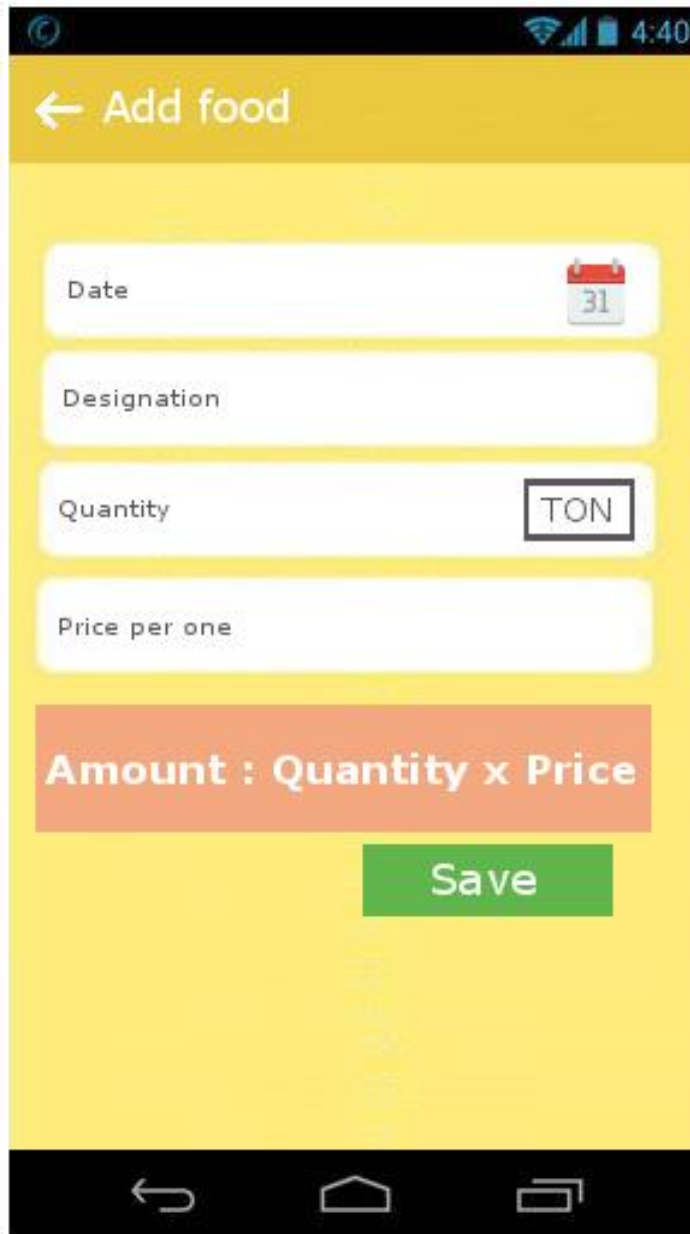 4:40
Add food
Date
31
Designation
Quantity
TON
Price per one
Amount : Quantity x Price
Save